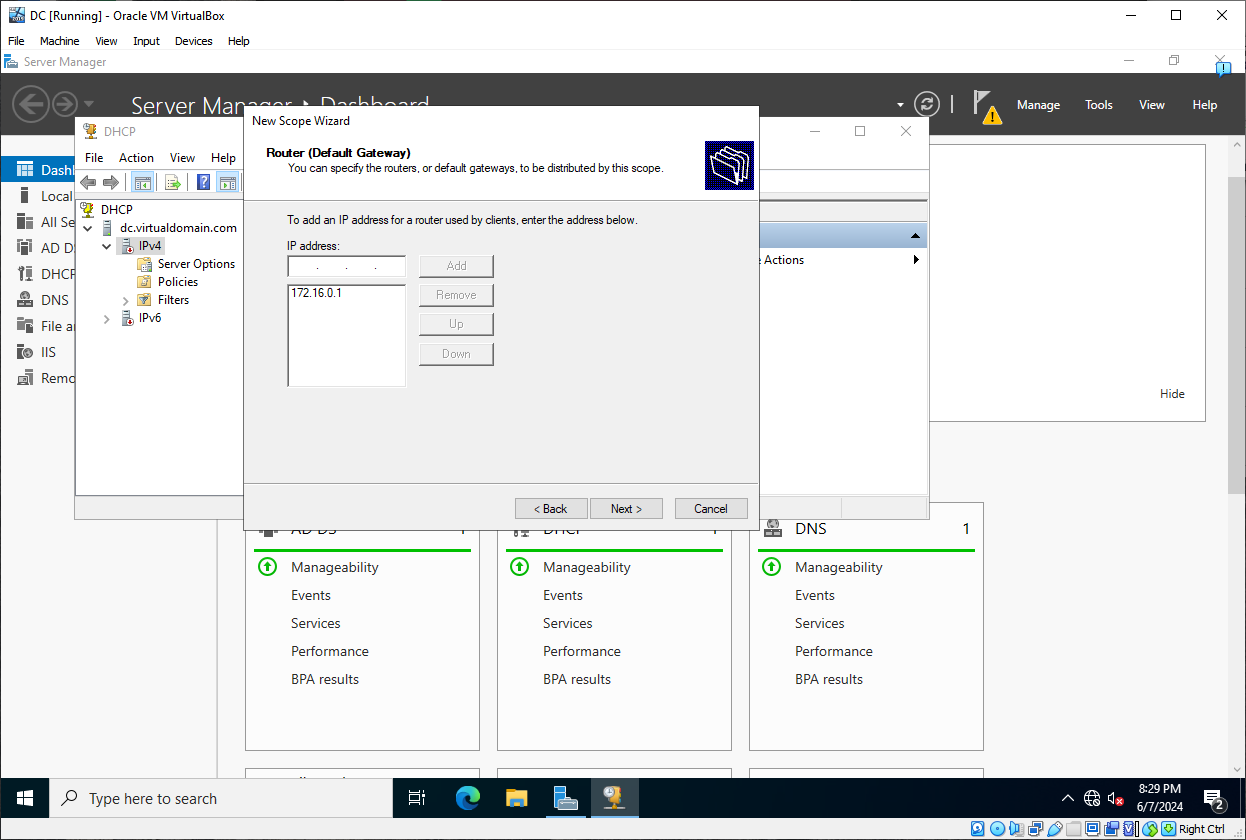 DC [Running] - Oracle VM VirtualBox
File Machine View Input Devices Help
Server Manager
Server Manager Dashboard
Manage Tools View Help
DHCP
File Action View Help
DHCP
dc.virtualdomain.com
IPv4
Server Options
Policies
Filters
IPv6
Dashl
Local
All Se
AD D
DHCP
DNS
File a
IIS
Remo
New Scope Wizard
Router (Default Gateway)
You can specify the routers, or default gateways, to be distributed by this scope.
To add an IP address for a router used by clients, enter the address below.
IP address:
. . .
Add
172.16.0.1
Remove
Up
Down
< Back Next > Cancel
Actions
Hide
AD DS 1
Manageability
Events
Services
Performance
BPA results
DHCP 1
Manageability
Events
Services
Performance
BPA results
DNS 1
Manageability
Events
Services
Performance
BPA results
Type here to search
8:29 PM
6/7/2024
2
Right Ctrl